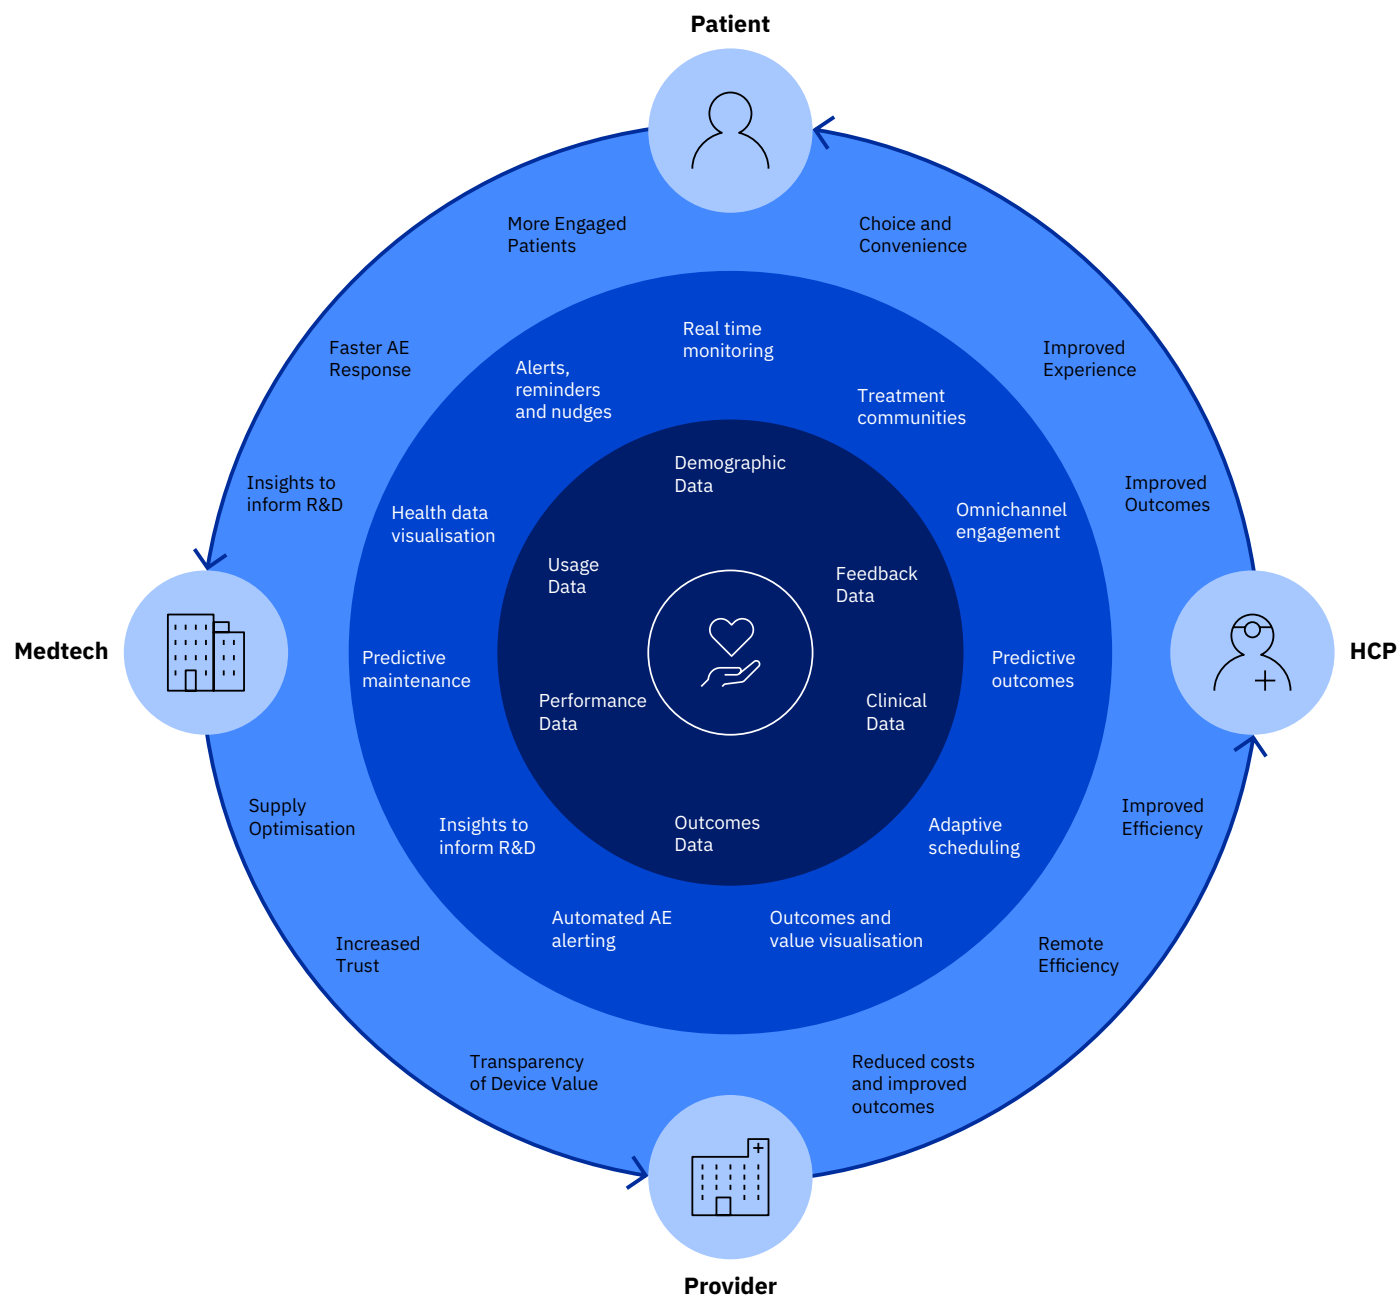 Patient
More Engaged
Patients
Choice and
Convenience
Faster AE
Response
Improved
Experience
Insights to
inform R&D
Improved
Outcomes
Real time
monitoring
Alerts,
reminders
and nudges
Treatment
communities
Health data
visualisation
Omnichannel
engagement
Demographic
Data
Usage
Data
Feedback
Data
Medtech
HCP
Predictive
maintenance
Predictive
outcomes
Performance
Data
Clinical
Data
Outcomes
Data
Insights to
inform R&D
Adaptive
scheduling
Automated AE
alerting
Outcomes and
value visualisation
Supply
Optimisation
Improved
Efficiency
Increased
Trust
Remote
Efficiency
Transparency
of Device Value
Reduced costs
and improved
outcomes
Provider